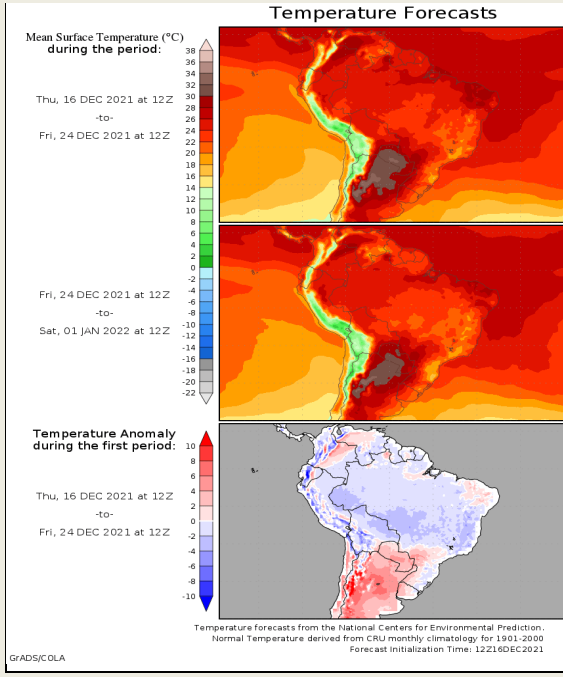 Temperature Forecasts
Mean Surface Temperature (°C)
during the period:
Thu, 16 DEC 2021 at 12Z
-to-
Fri, 24 DEC 2021 at 12Z
38
36
34
32
30
28
26
24
22
20
18
16
14
12
10
8
6
4
2
0
-2
-4
-6
-8
-10
-12
-16
-18
-20
-22
Fri, 24 DEC 2021 at 12Z
-to-
Sat, 01 JAN 2022 at 12Z
Temperature Anomaly
during the first period:
10
8
6
4
2
0
-2
-4
-6
-8
-10
Thu, 16 DEC 2021 at 12Z
-to-
Fri, 24 DEC 2021 at 12Z
Temperature forecasts from the National Centers for Environmental Prediction.
Normal Temperature derived from CRU monthly climatology for 1901-2000
Forecast Initialization Time: 12Z16DEC2021
GrADS/COLA